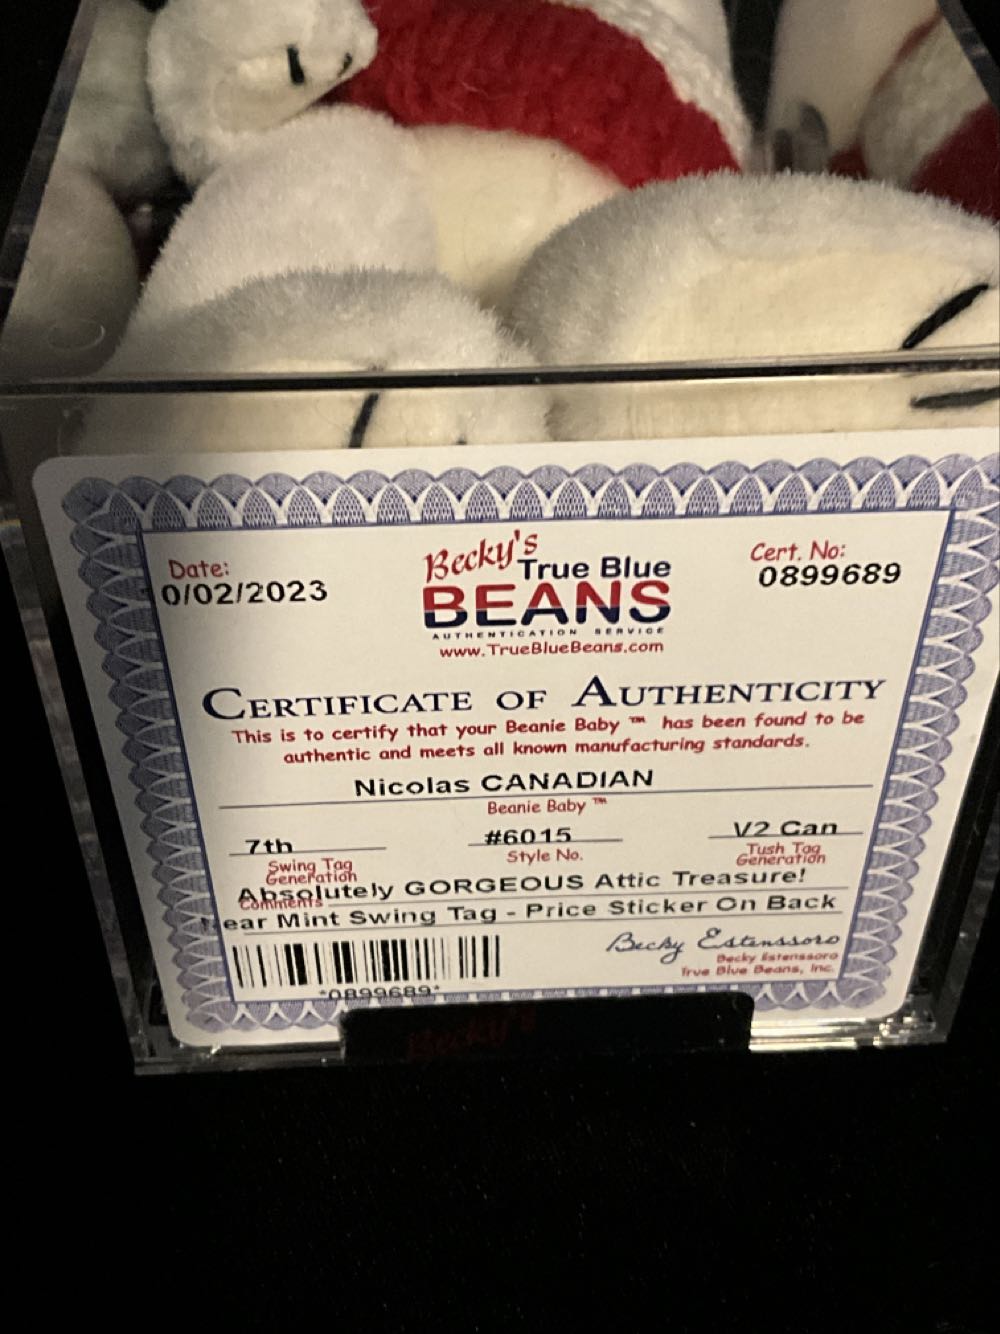 Date:
0/02/2023
Becky's
True Blue
BEANS
AUTHENTICATION SERVICE
www.TrueBlueBeans.com
Cert. No:
0899689
CERTIFICATE OF AUTHENTICITY
This is to certify that your Beanie Baby ™ has been found to be
authentic and meets all known manufacturing standards.
Nicolas CANADIAN
Beanie Baby ™
7th
Swing Tag
Generation
#6015
Style No.
V2 Can
Tush Tag
Generation
Absolutely GORGEOUS Attic Treasure!
Comments
Near Mint Swing Tag - Price Sticker On Back
*0899689*
Becky Estenssoro
Becky Estenssoro
True Blue Beans, Inc.
Becky's